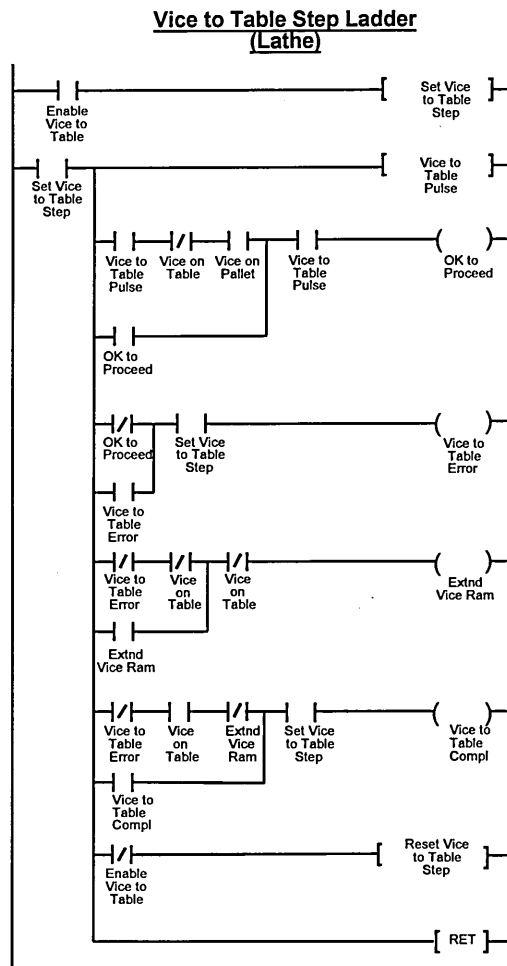 Vice to Table Step Ladder
(Lathe)
Enable
Vice to
Table
Set Vice
to Table
Step
Set Vice
to Table
Step
Vice to
Table
Pulse
Vice to
Table
Pulse
Vice on
Table
Vice on
Pallet
Vice to
Table
Pulse
OK to
Proceed
OK to
Proceed
OK to
Proceed
Set Vice
to Table
Step
Vice to
Table
Error
Vice to
Table
Error
Vice to
Table
Error
Vice
on
Table
Vice
on
Table
Extnd
Vice Ram
Extnd
Vice Ram
Vice to
Table
Error
Vice
on
Table
Extnd
Vice
Ram
Set Vice
to Table
Step
Vice to
Table
Compl
Vice to
Table
Compl
Enable
Vice to
Table
Reset Vice
to Table
Step
RET